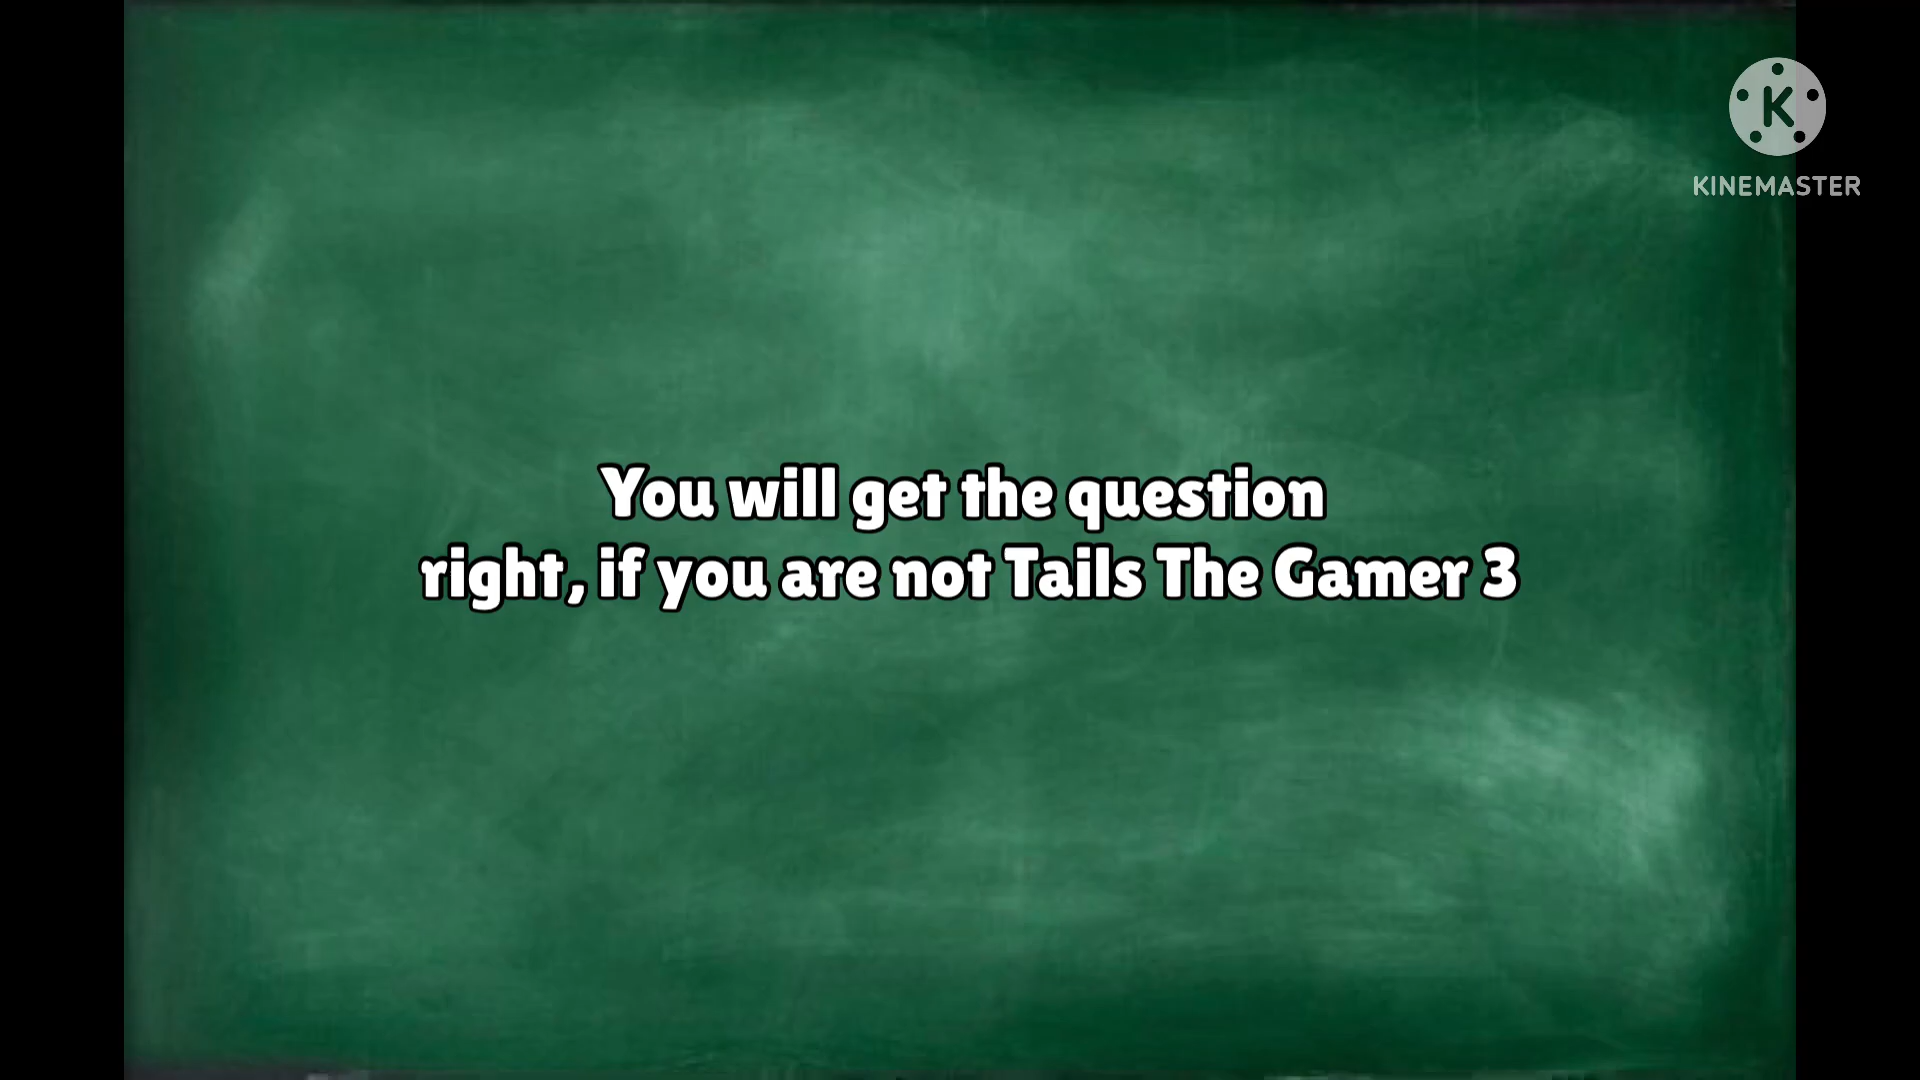 K
KINEMASTER
You will get the question
right, if you are not Tails The Gamer 3